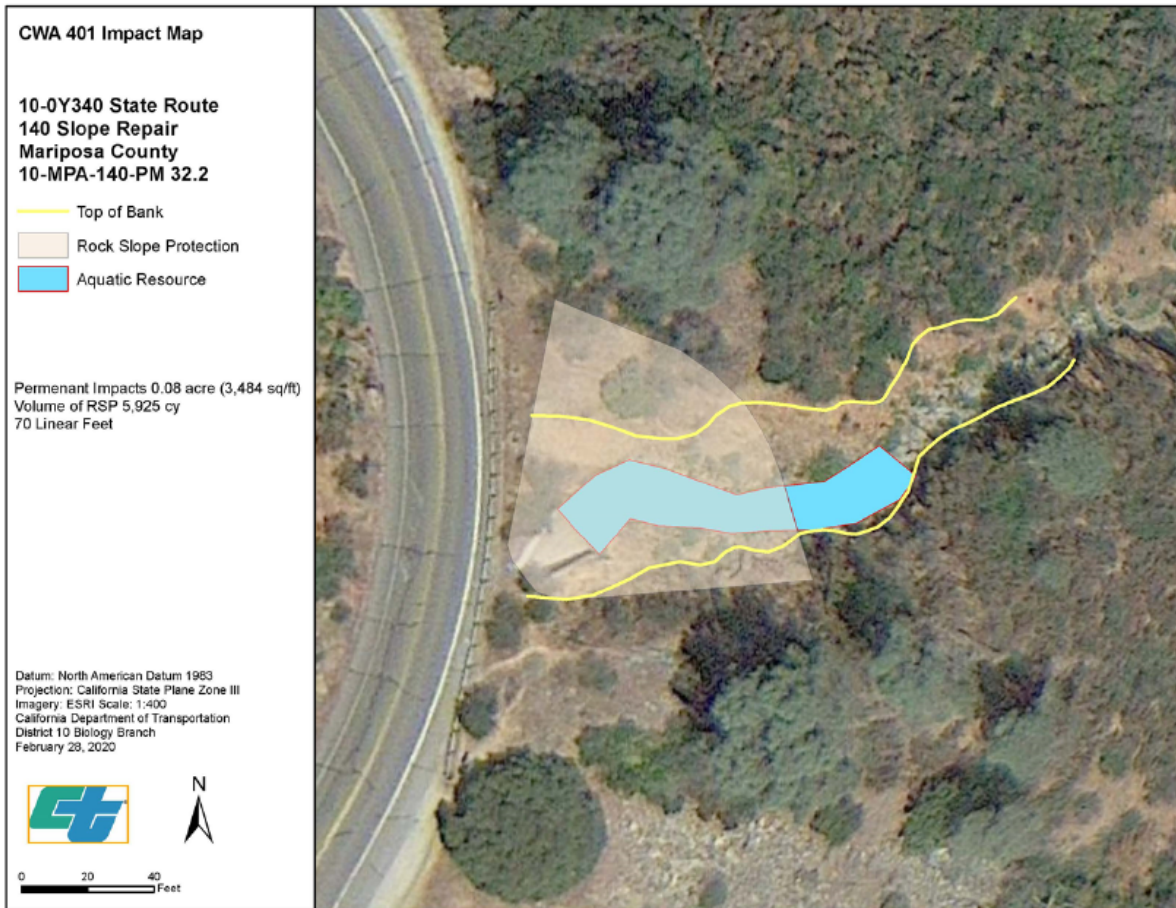 CWA 401 Impact Map
10-0Y340 State Route
140 Slope Repair
Mariposa County
10-MPA-140-PM 32.2
Top of Bank
Rock Slope Protection
Aquatic Resource
Permenant Impacts 0.08 acre (3,484 sq/ft)
Volume of RSP 5,925 cy
70 Linear Feet
Datum: North American Datum 1983
Projection: California State Plane Zone III
Imagery: ESRI Scale: 1:400
California Department of Transportation
District 10 Biology Branch
February 28, 2020
ct
N
0 20 40
Feet